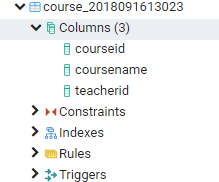 course_2018091613023
Columns (3)
courseid
coursename
teacherid
Constraints
Indexes
Rules
Triggers